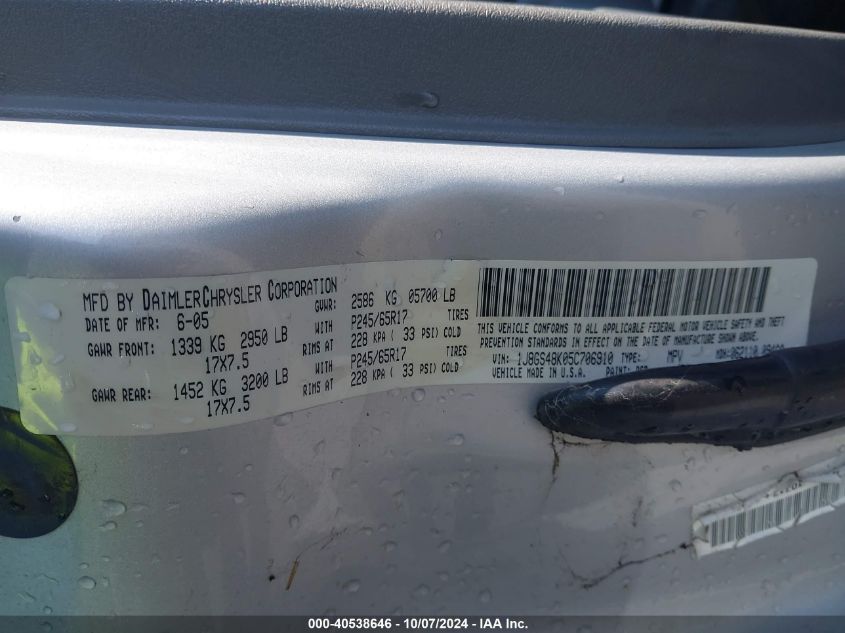 MFD BY DAIMLERCHRYSLER CORPORATION
DATE OF MFR: 6-05 GVWR: 2586 KG 05700 LB
GAWR FRONT: 1339 KG 2950 LB WITH P245/65R17 TIRES
17X7.5 RIMS AT 228 KPA ( 33 PSI) COLD
GAWR REAR: 1452 KG 3200 LB WITH P245/65R17 TIRES
17X7.5 RIMS AT 228 KPA ( 33 PSI) COLD
THIS VEHICLE CONFORMS TO ALL APPLICABLE FEDERAL MOTOR VEHICLE SAFETY AND THEFT
PREVENTION STANDARDS IN EFFECT ON THE DATE OF MANUFACTURE SHOWN ABOVE.
VIN: 1J8GS48K05C706910 TYPE: MPV MDH:
VEHICLE MADE IN U.S.A. PAINT:
000-40538646 / 10/07/2024 - IAA Inc.